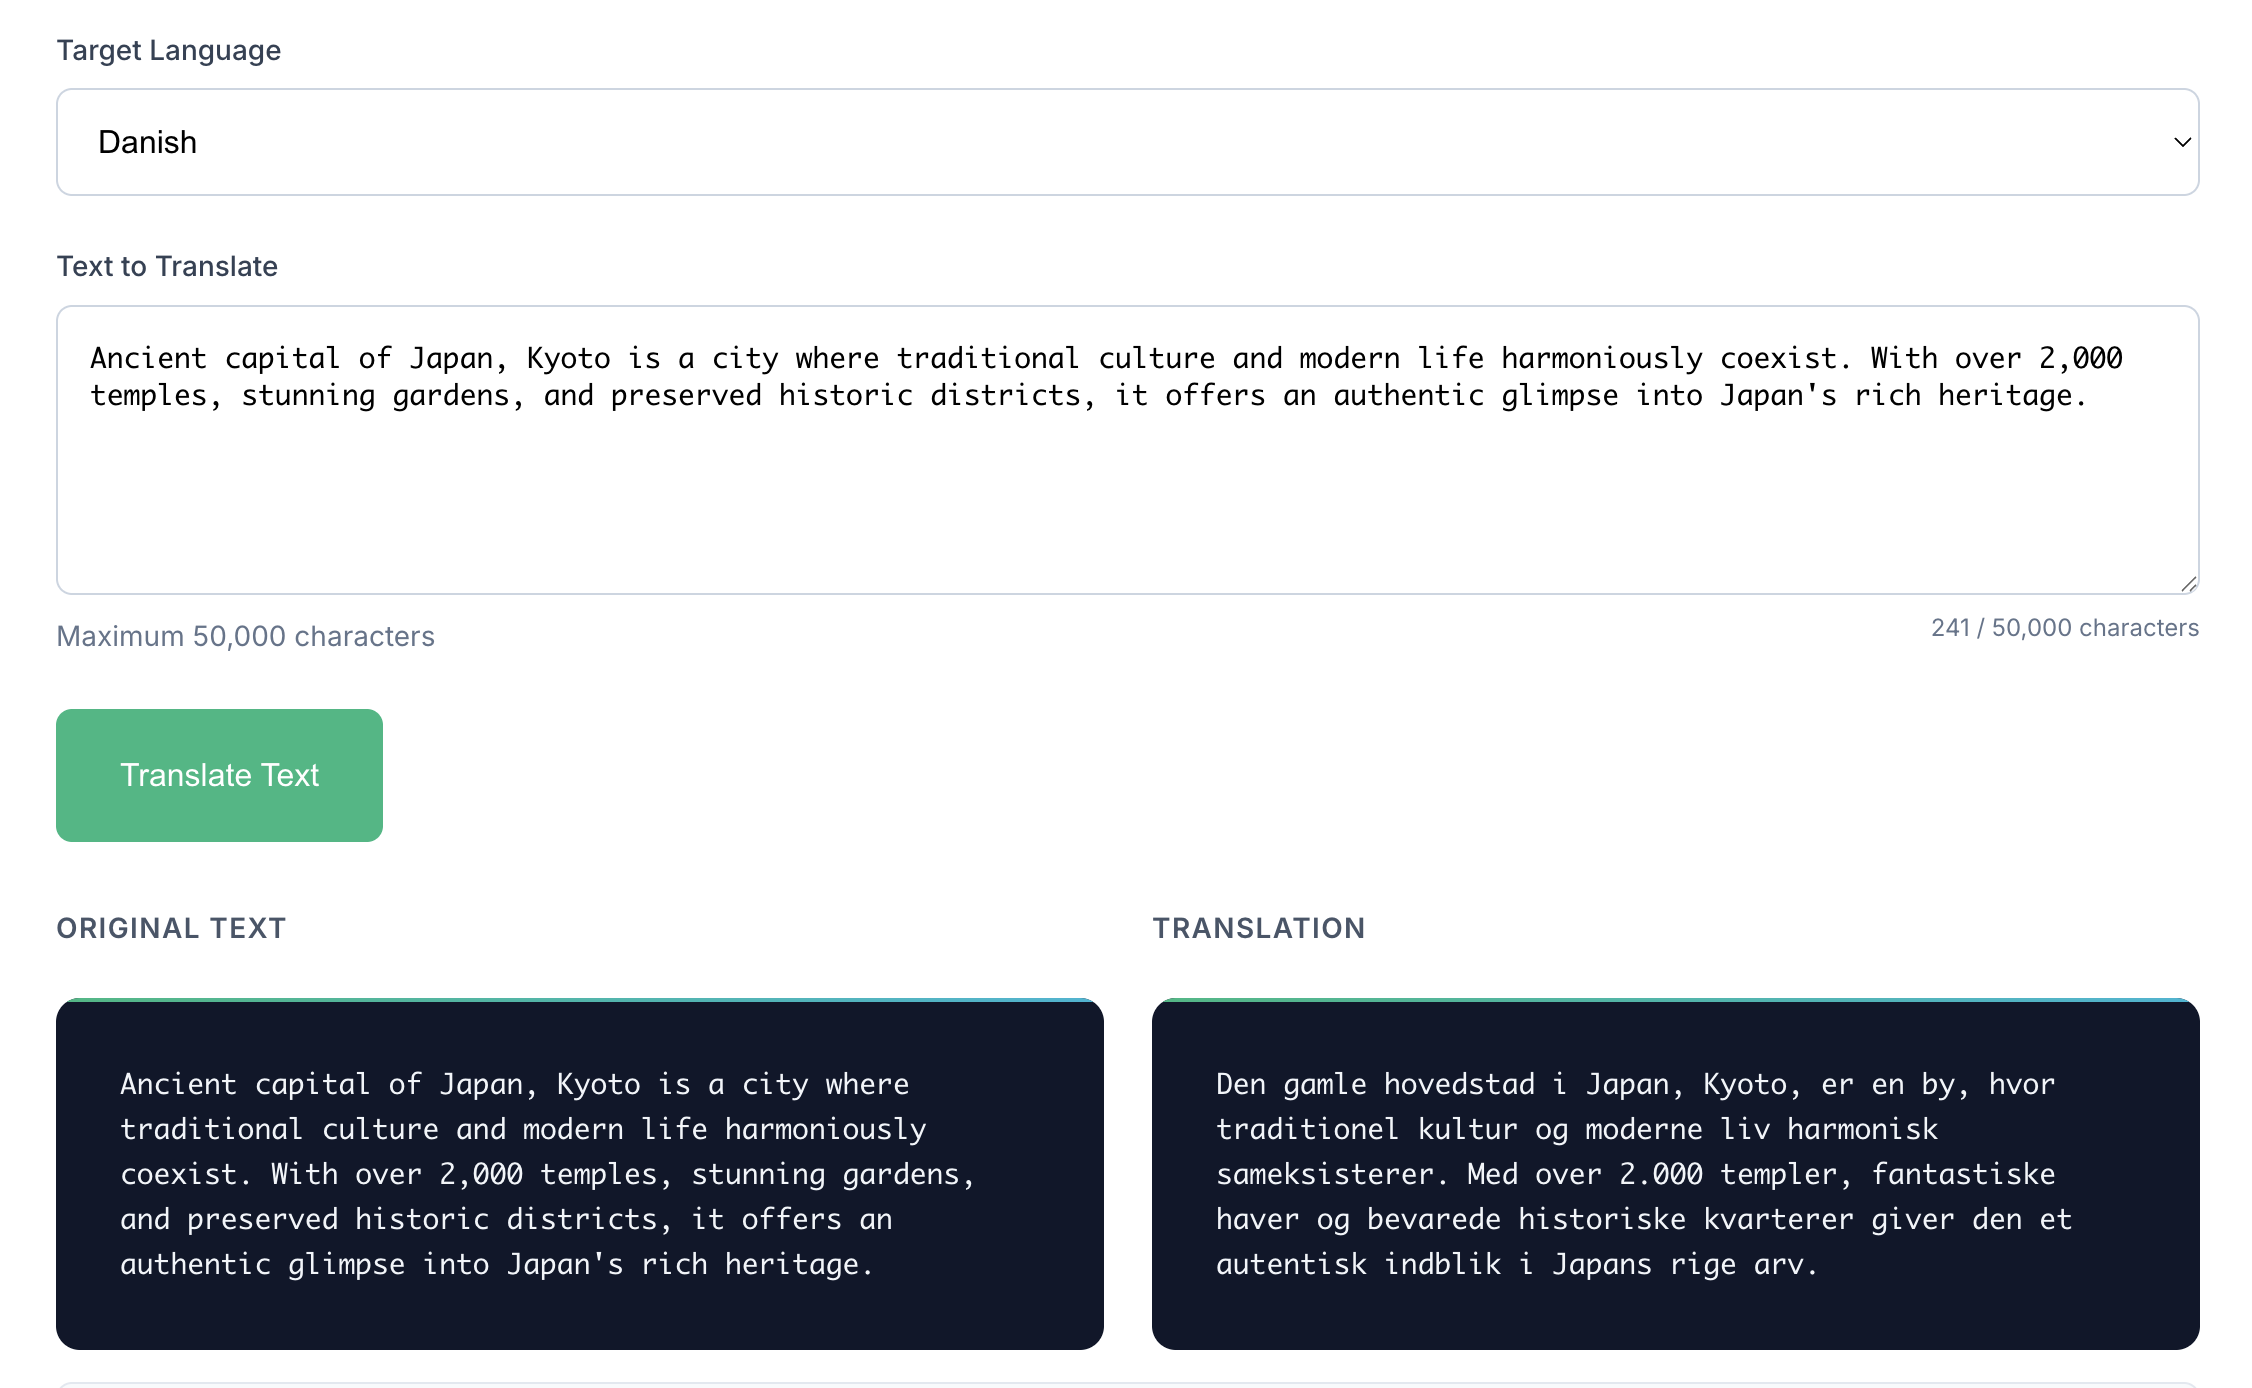 Target Language
Danish
Text to Translate
Ancient capital of Japan, Kyoto is a city where traditional culture and modern life harmoniously coexist. With over 2,000
temples, stunning gardens, and preserved historic districts, it offers an authentic glimpse into Japan's rich heritage.
Maximum 50,000 characters
241 / 50,000 characters
Translate Text
ORIGINAL TEXT
Ancient capital of Japan, Kyoto is a city where
traditional culture and modern life harmoniously
coexist. With over 2,000 temples, stunning gardens,
and preserved historic districts, it offers an
authentic glimpse into Japan's rich heritage.
TRANSLATION
Den gamle hovedstad i Japan, Kyoto, er en by, hvor
traditionel kultur og moderne liv harmonisk
sameksisterer. Med over 2.000 templer, fantastiske
haver og bevarede historiske kvarterer giver den et
autentisk indblik i Japans rige arv.